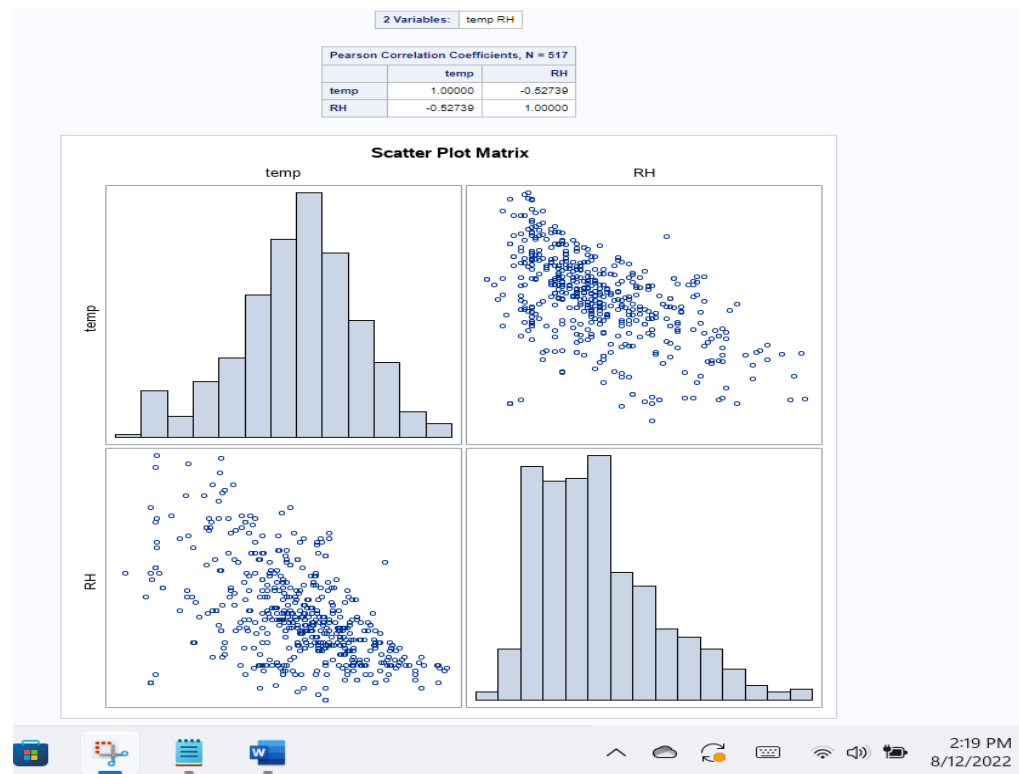 2 Variables: temp RH
Pearson Correlation Coefficients, N = 517
temp RH
temp 1.00000 -0.52739
RH -0.52739 1.00000
Scatter Plot Matrix
temp RH
temp
RH
W
2:19 PM
8/12/2022